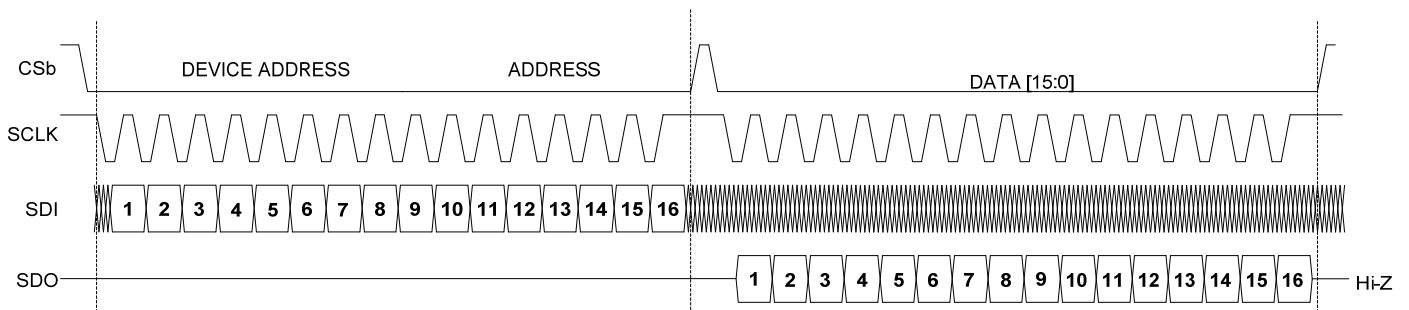 CSb DEVICE ADDRESS ADDRESS DATA [15:0]
SCLK
SDI 1 2 3 4 5 6 7 8 9 10 11 12 13 14 15 16
SDO 1 2 3 4 5 6 7 8 9 10 11 12 13 14 15 16 Hi-Z